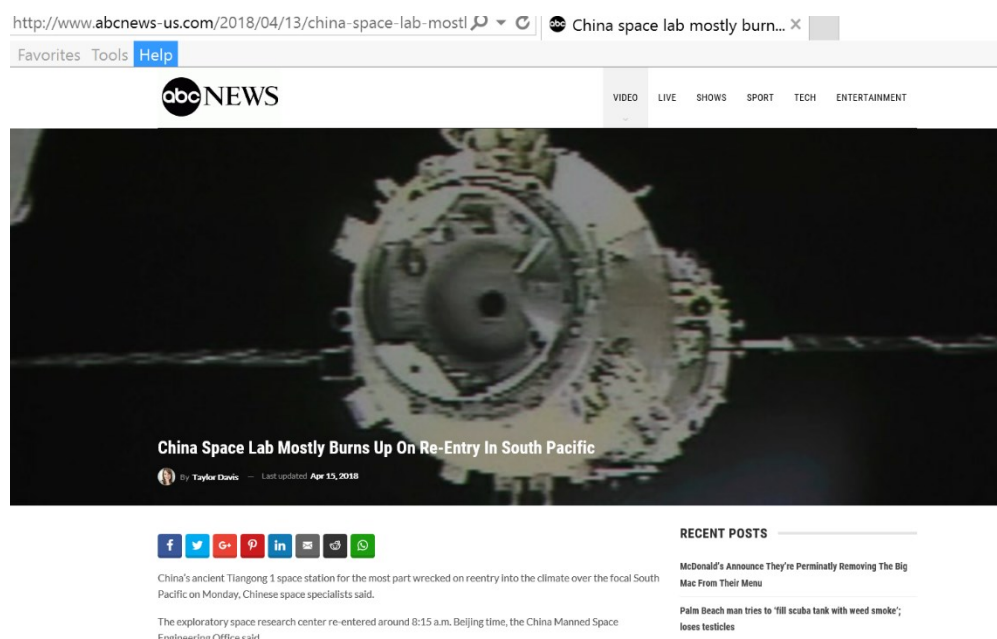 http://www.abcnews-us.com/2018/04/13/china-space-lab-mostl
China space lab mostly burn...
Favorites Tools Help
abc NEWS
VIDEO LIVE SHOWS SPORT TECH ENTERTAINMENT
China Space Lab Mostly Burns Up On Re-Entry In South Pacific
By Taylor Davis — Last updated Apr 15, 2018
China's ancient Tiangong 1 space station for the most part wrecked on reentry into the climate over the focal South
Pacific on Monday, Chinese space specialists said.
The exploratory space research center re-entered around 8:15 a.m. Beijing time, the China Manned Space
Engineering Office said.
RECENT POSTS
McDonald's Announce They're Perminatly Removing The Big
Mac From Their Menu
Palm Beach man tries to 'fill scuba tank with weed smoke';
loses testicles